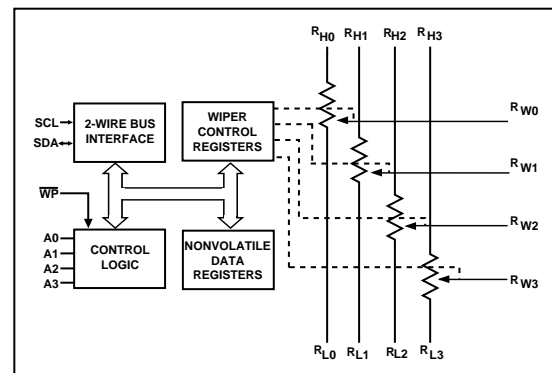 RH0 RH1 RH2 RH3
SCL
SDA
2-WIRE BUS
INTERFACE
WIPER
CONTROL
REGISTERS
RW0
RW1
WP
A0
A1
A2
A3
CONTROL
LOGIC
NONVOLATILE
DATA
REGISTERS
RW2
RW3
RL0 RL1 RL2 RL3